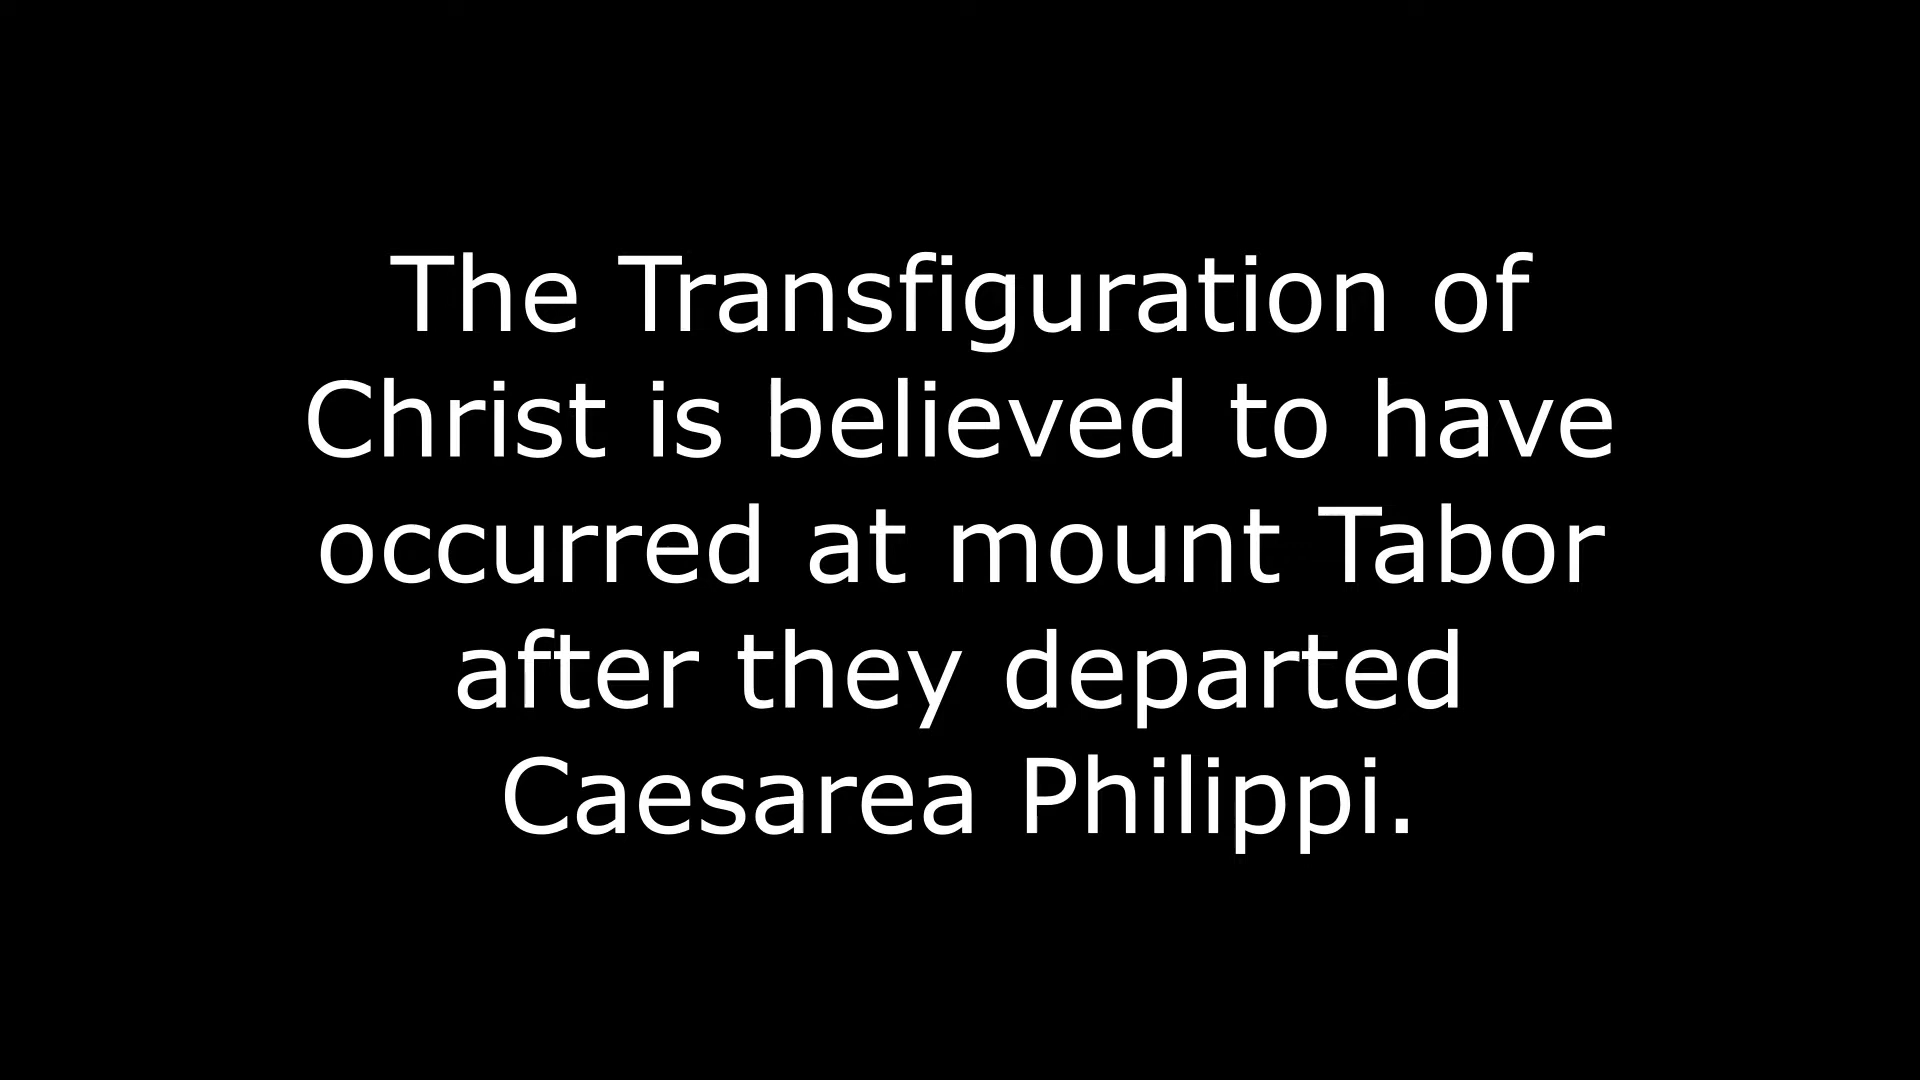 The Transfiguration of
Christ is believed to have
occurred at mount Tabor
after they departed
Caesarea Philippi.